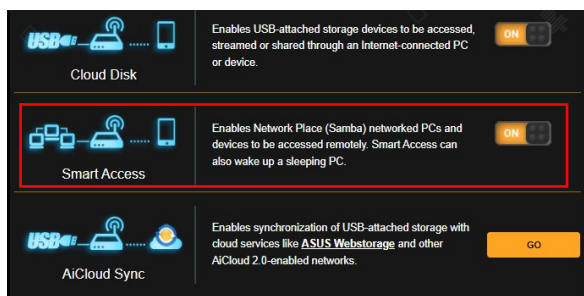 Enables USB-attached storage devices to be accessed,
streamed or shared through an Internet-connected PC
or device.
ON
USB
Cloud Disk
Enables Network Place (Samba) networked PCs and
devices to be accessed remotely. Smart Access can
also wake up a sleeping PC.
ON
Smart Access
Enables synchronization of USB-attached storage with
cloud services like ASUS Webstorage and other
AiCloud 2.0-enabled networks.
GO
USB
AiCloud Sync